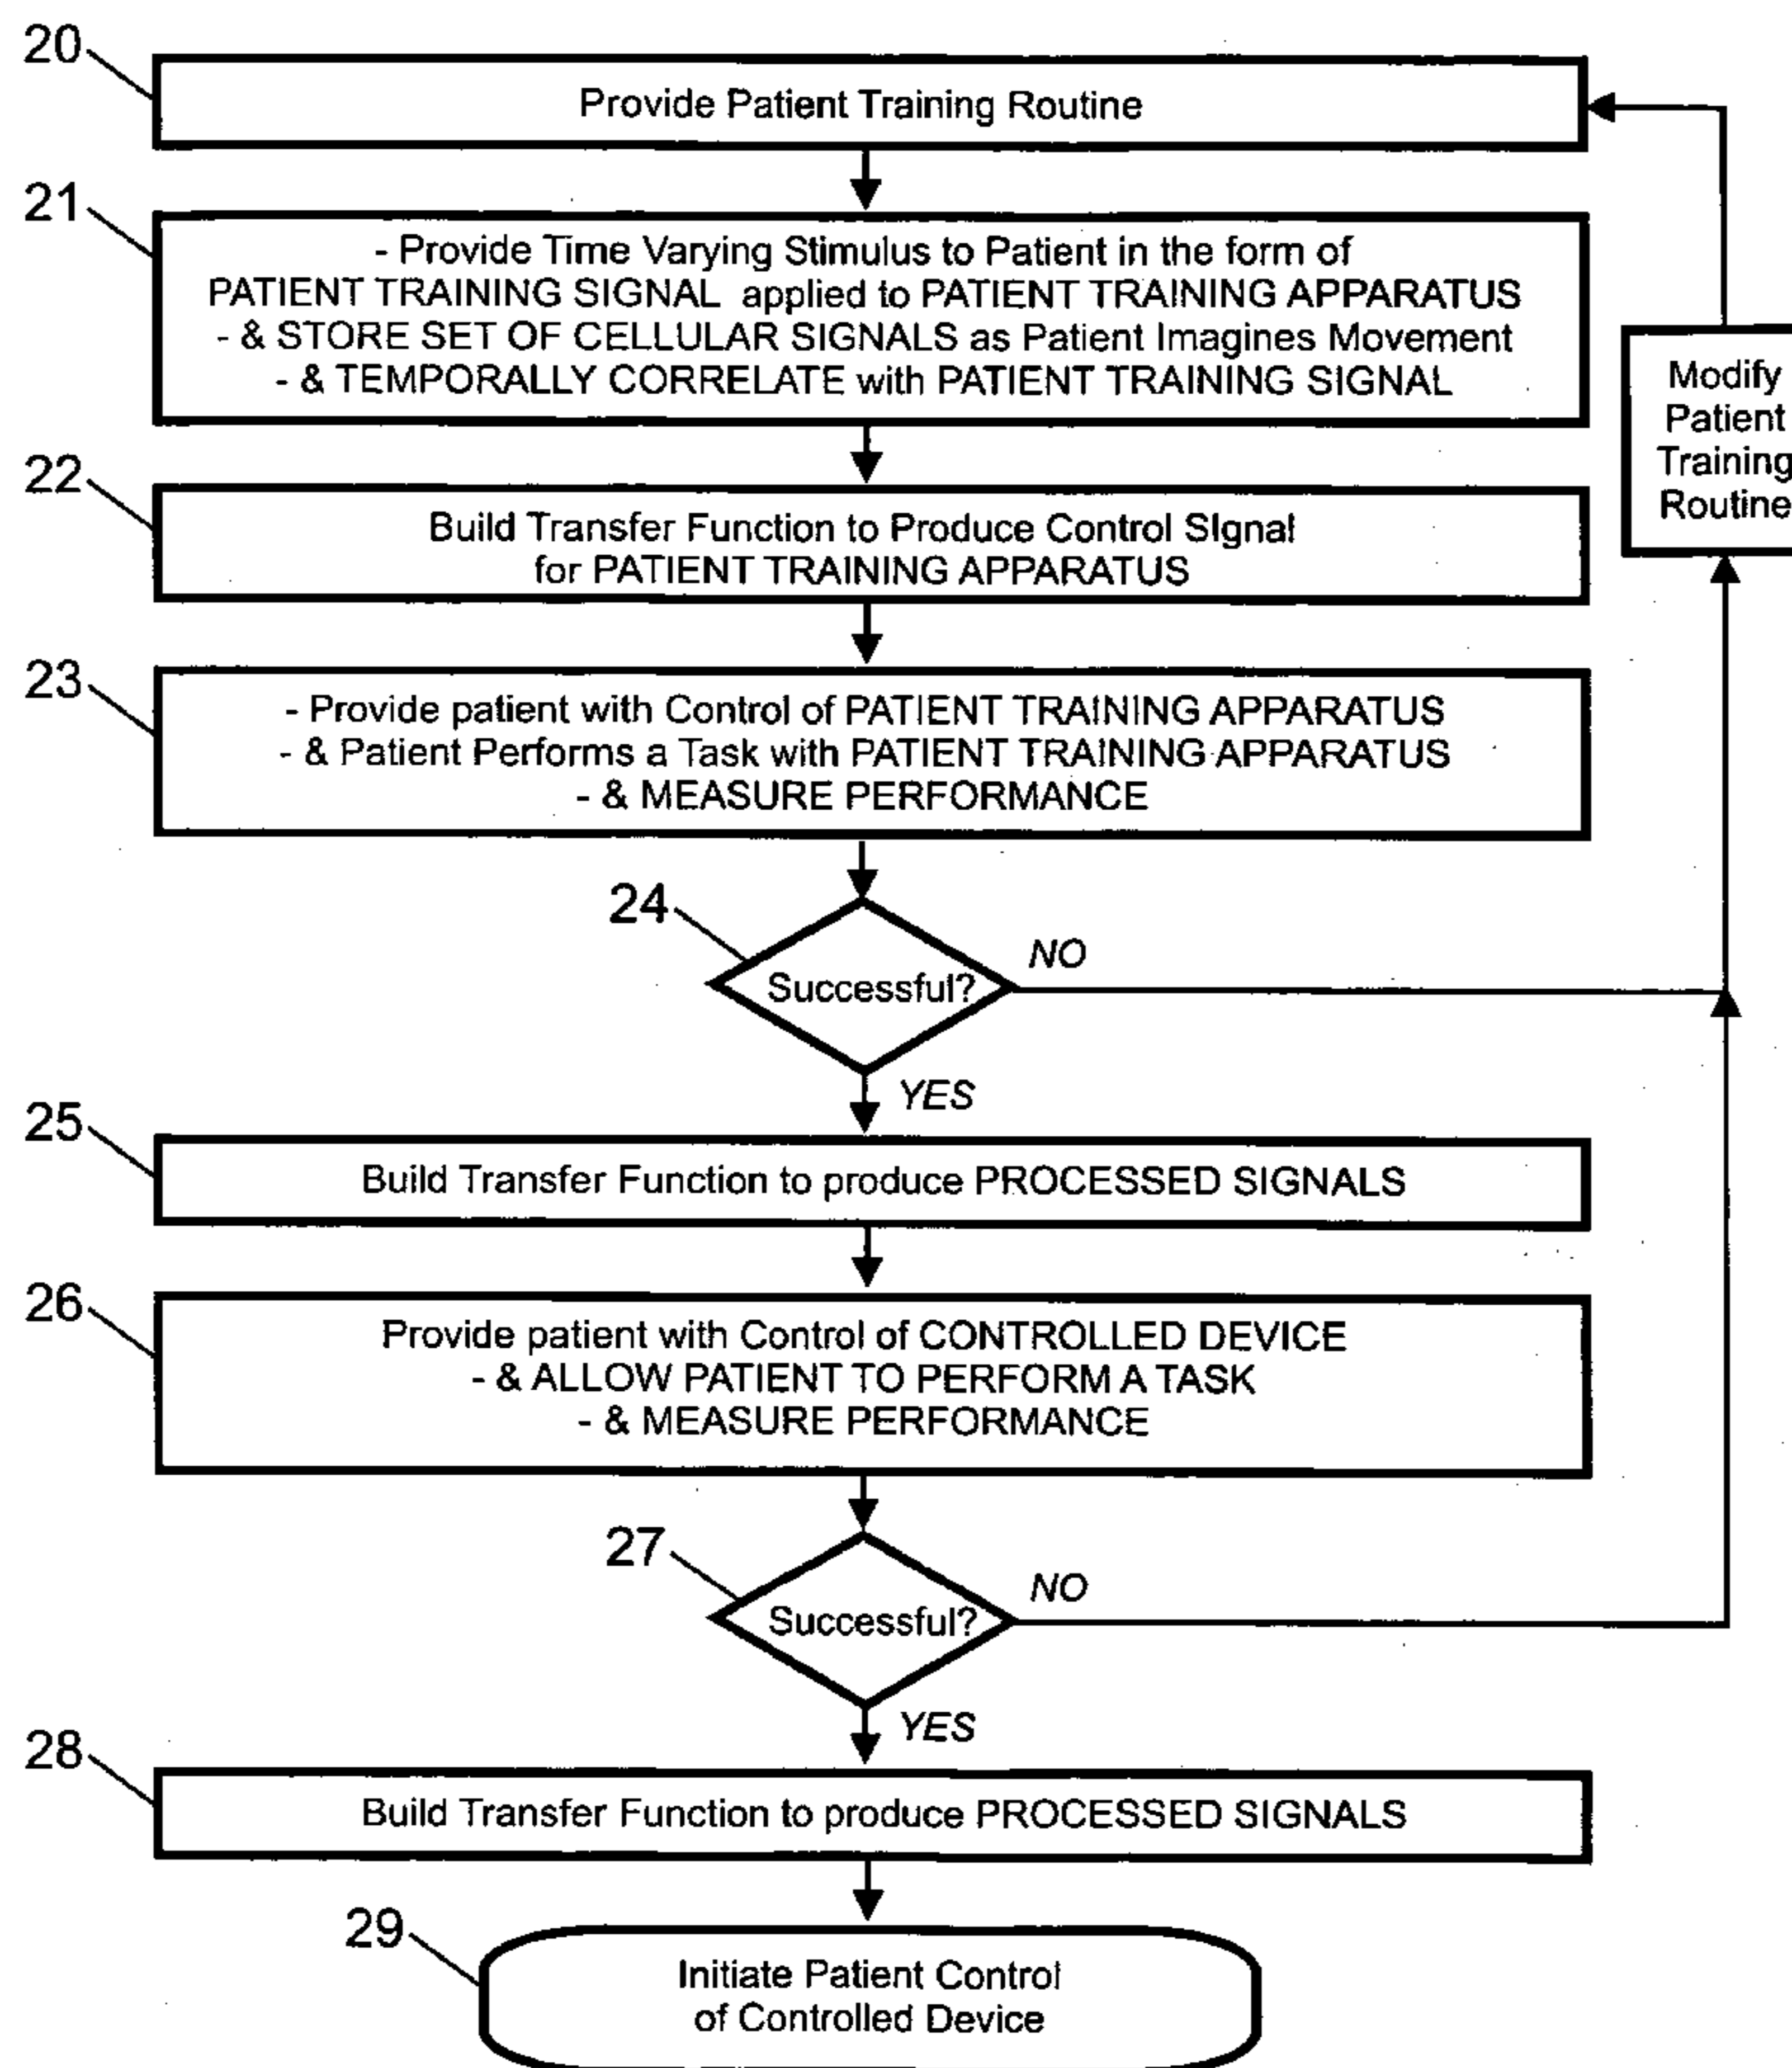 20
Provide Patient Training Routine
21
- Provide Time Varying Stimulus to Patient in the form of
PATIENT TRAINING SIGNAL applied to PATIENT TRAINING APPARATUS
- & STORE SET OF CELLULAR SIGNALS as Patient Imagines Movement
- & TEMPORALLY CORRELATE with PATIENT TRAINING SIGNAL
Modify
Patient
Training
Routine
22
Build Transfer Function to Produce Control SIgnal
for PATIENT TRAINING APPARATUS
23
- Provide patient with Control of PATIENT TRAINING APPARATUS
- & Patient Performs a Task with PATIENT TRAINING APPARATUS
- & MEASURE PERFORMANCE
24
Successful?
NO
YES
25
Build Transfer Function to produce PROCESSED SIGNALS
26
Provide patient with Control of CONTROLLED DEVICE
- & ALLOW PATIENT TO PERFORM A TASK
- & MEASURE PERFORMANCE
27
Successful?
NO
YES
28
Build Transfer Function to produce PROCESSED SIGNALS
29
Initiate Patient Control
of Controlled Device